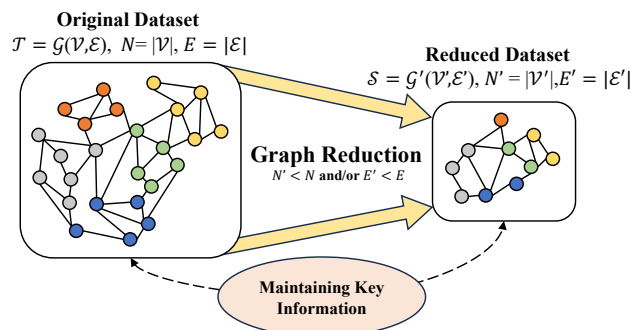 Original Dataset
𝒯 = 𝒢(𝒱,ℰ), N= |𝒱|, E = |ℰ|
Reduced Dataset
𝒮 = 𝒢′(𝒱′,ℰ′), N′ = |𝒱′|,E′ = |ℰ′|
Graph Reduction
N′ < N and/or E′ < E
Maintaining Key
Information